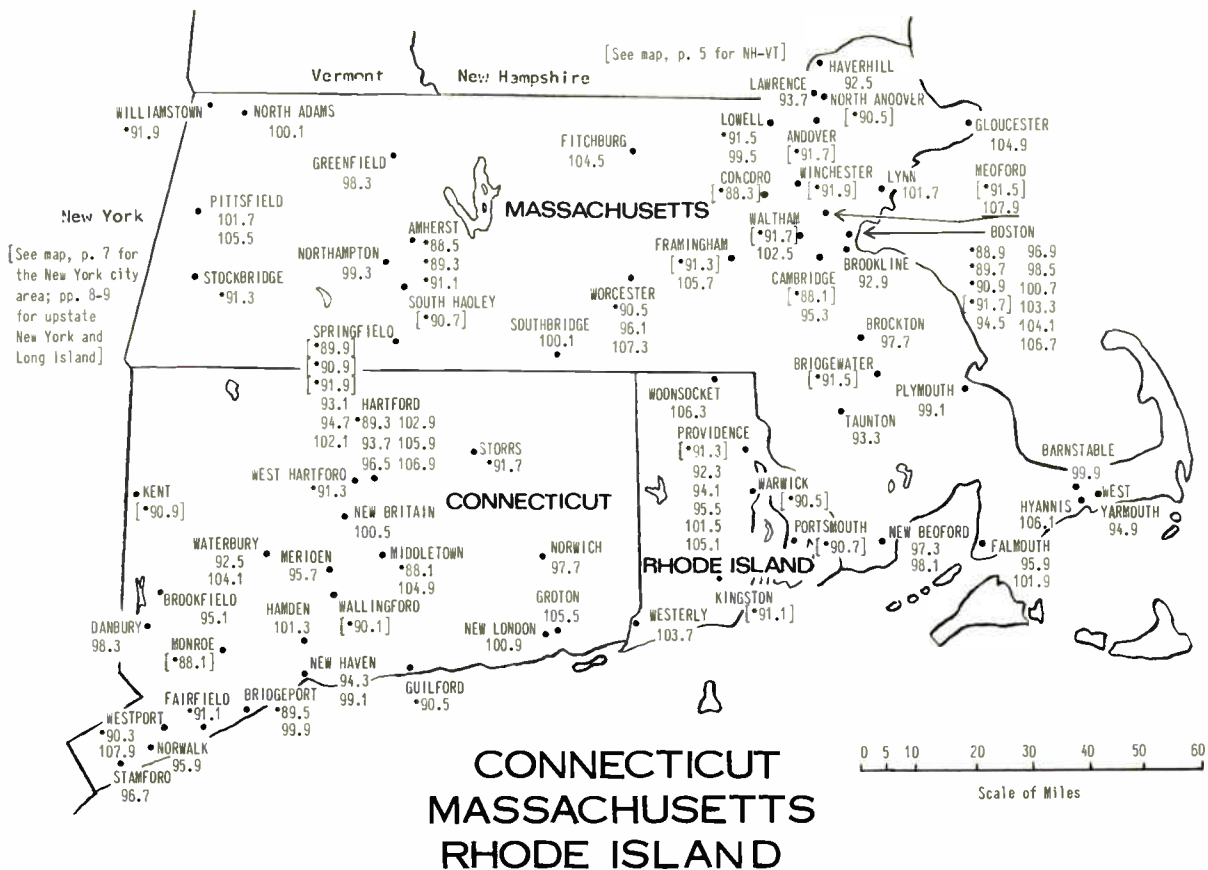 [See map, p. 5 for NH-VT]
Vermont
New Hampshire
HAVERHILL
92.5
LAWRENCE
93.7
NORTH ANDOVER
[•90.5]
WILLIAMSTOWN
•91.9
NORTH ADAMS
100.1
LOWELL
•91.5
99.5
ANDOVER
[•91.7]
GLOUCESTER
104.9
GREENFIELD
98.3
FITCHBURG
104.5
CONCORO
[•88.3]
WINCHESTER
[•91.9]
LYNN
101.7
MEOFORD
[•91.5]
107.9
New York
[See map, p. 7 for
the New York city
area; pp. 8-9
for upstate
New York and
Long Island]
PITTSFIELD
101.7
105.5
MASSACHUSETTS
AMHERST
•88.5
•89.3
•91.1
NORTHAMPTON
99.3
STOCKBRIDGE
•91.3
SOUTH HAOLEY
[•90.7]
FRAMINGHAM
[•91.3]
105.7
WALTHAM
[•91.7]
102.5
BROOKLINE
92.9
BOSTON
•88.9 96.9
•89.7 98.5
•90.9 100.7
[•91.7] 103.3
94.5 104.1
106.7
CAMBRIDGE
[•88.1]
95.3
WORCESTER
•90.5
96.1
107.3
SOUTHBRIDGE
100.1
SPRINGFIELD
[•89.9]
[•90.9]
[•91.9]
93.1
94.7
102.1
BROCKTON
97.7
BRIDGEWATER
[•91.5]
PLYMOUTH
99.1
TAUNTON
93.3
WOONSOCKET
106.3
HARTFORD
•89.3 102.9
93.7 105.9
96.5 106.9
PROVIDENCE
[•91.3]
92.3
94.1
95.5
101.5
105.1
STORRS
•91.7
WEST HARTFORD
•91.3
BARNSTABLE
99.9
KENT
[•90.9]
CONNECTICUT
WARWICK
[•90.5]
HYANNIS
106.1
WEST
YARMOUTH
94.9
NEW BRITAIN
100.5
PORTSMOUTH
[•90.7]
NEW BEOFORD
97.3
98.1
FALMOUTH
95.9
101.9
WATERBURY
92.5
104.1
MERIOEN
95.7
MIDDLETOWN
•88.1
104.9
NORWICH
97.7
RHODE ISLAND
BROOKFIELD
95.1
HAMDEN
101.3
WALLINGFORD
[•90.1]
GROTON
105.5
KINGSTON
[•91.1]
DANBURY
98.3
NEW LONDON
100.9
WESTERLY
103.7
MONROE
[•88.1]
NEW HAVEN
94.3
99.1
GUILFORD
•90.5
FAIRFIELD
•91.1
BRIDGEPORT
•89.5
99.9
WESTPORT
•90.3
107.9
NORWALK
95.9
STAMFORO
96.7
CONNECTICUT
MASSACHUSETTS
RHODE ISLAND
0 5 10 20 30 40 50 60
Scale of Miles